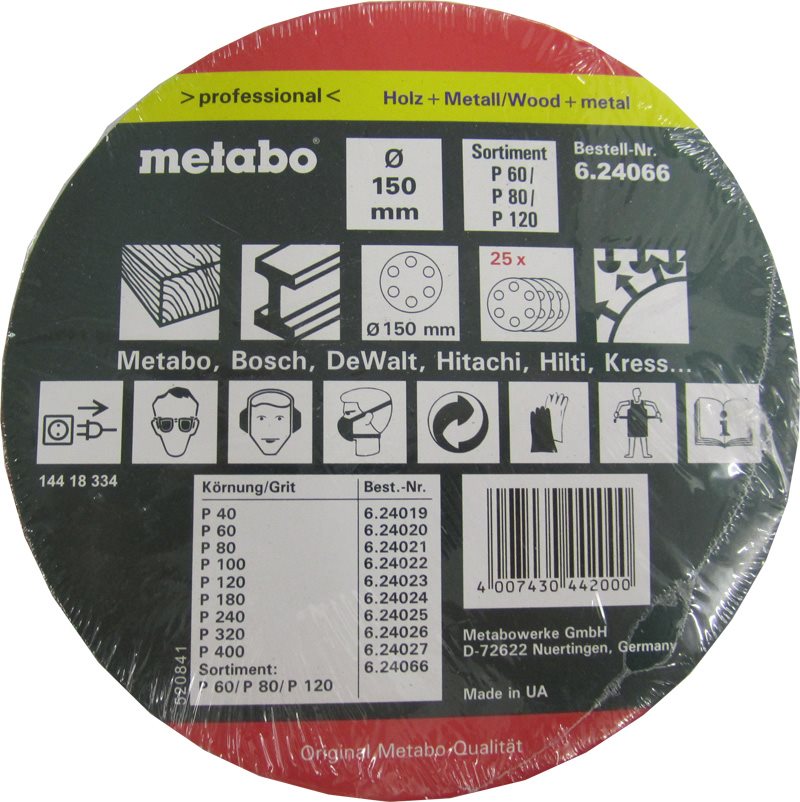 >professional< Holz + Metall/Wood + metal
metabo®
Ø
150
mm
Sortiment
P 60/
P 80/
P 120
Bestell-Nr.
6.24066
Ø 150 mm
25 x
Metabo, Bosch, DeWalt, Hitachi, Hilti, Kress...
i
144 18 334
Körnung/Grit Best.-Nr.
P 40 6.24019
P 60 6.24020
P 80 6.24021
P 100 6.24022
P 120 6.24023
P 180 6.24024
P 240 6.24025
P 320 6.24026
P 400 6.24027
Sortiment: 6.24066
P 60/ P 80/ P 120
520841
4 007430 442000
Metabowerke GmbH
D-72622 Nuertingen, Germany
Made in UA
Original Metabo-Qualität